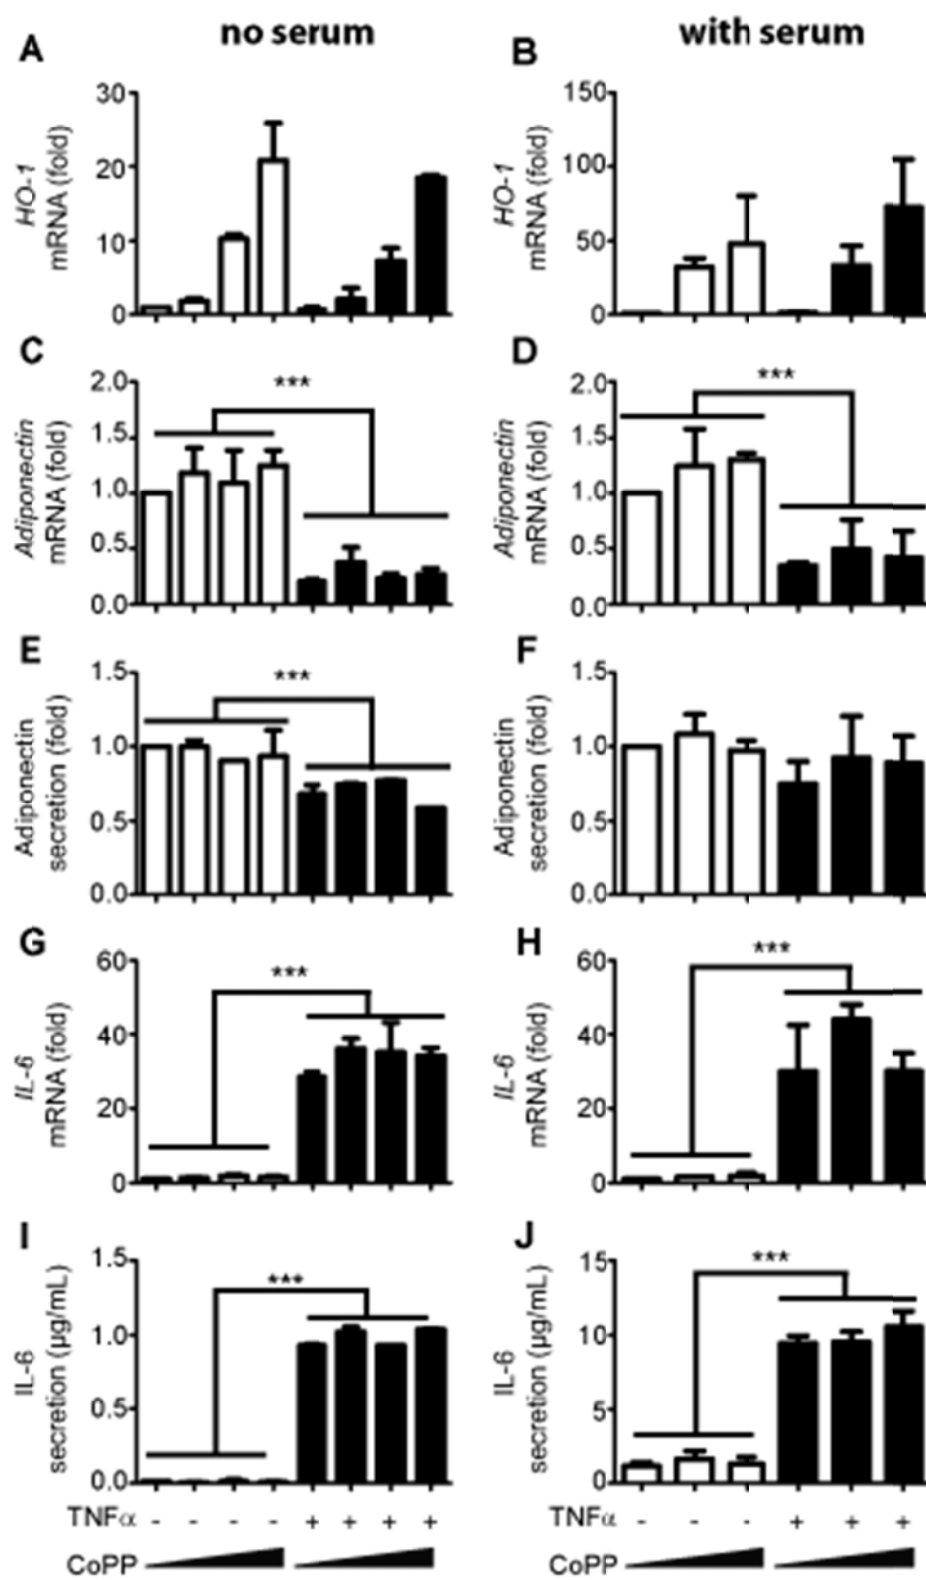 no serum
with serum
A
B
HO-1
mRNA (fold)
30
20
10
0
HO-1
mRNA (fold)
150
100
50
0
C
D
Adiponectin
mRNA (fold)
2.0
1.5
1.0
0.5
0.0
***
Adiponectin
mRNA (fold)
2.0
1.5
1.0
0.5
0.0
***
E
F
Adiponectin
secretion (fold)
1.5
1.0
0.5
0.0
***
Adiponectin
secretion (fold)
1.5
1.0
0.5
0.0
G
H
IL-6
mRNA (fold)
60
40
20
0
***
IL-6
mRNA (fold)
60
40
20
0
***
I
J
IL-6
secretion (µg/mL)
1.5
1.0
0.5
0.0
***
IL-6
secretion (µg/mL)
15
10
5
0
***
TNFα - - - - + + + +
TNFα - - - + + +
CoPP
CoPP